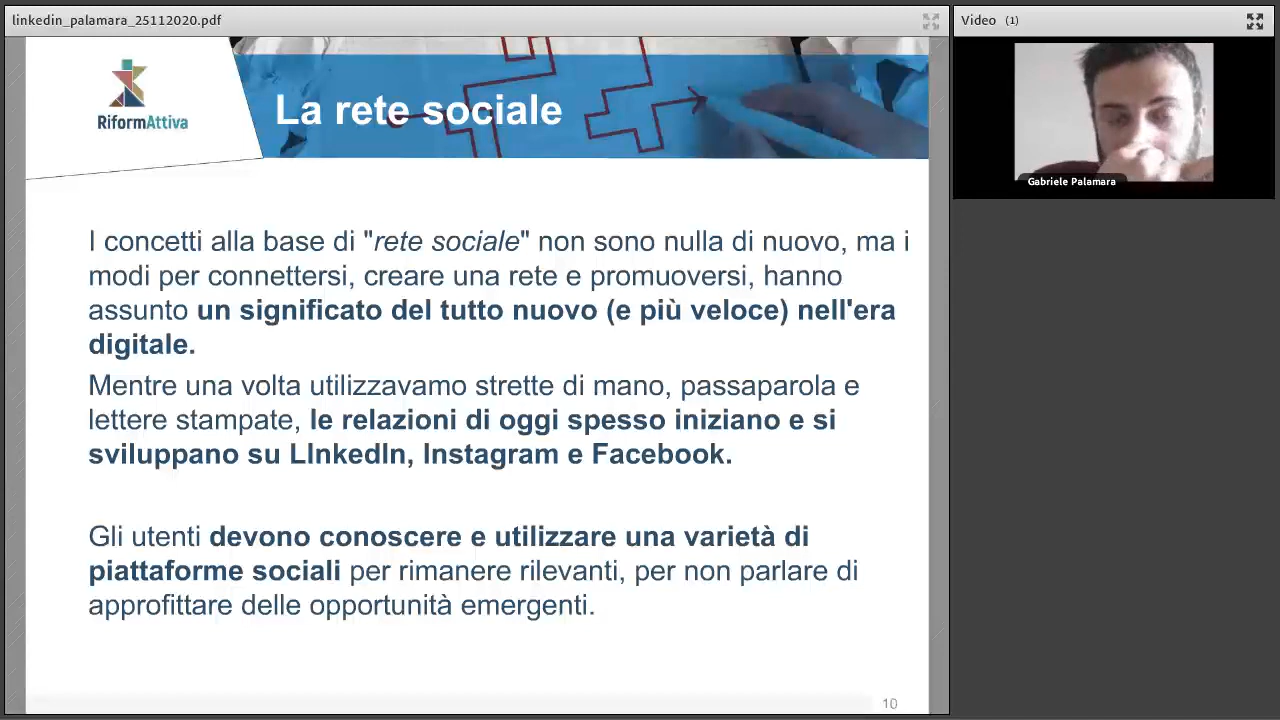 linkedin_palamara_25112020.pdf
Video (1)
RiformAttiva
La rete sociale
Gabriele Palamara
I concetti alla base di "rete sociale" non sono nulla di nuovo, ma i
modi per connettersi, creare una rete e promuoversi, hanno
assunto un significato del tutto nuovo (e più veloce) nell'era
digitale.
Mentre una volta utilizzavamo strette di mano, passaparola e
lettere stampate, le relazioni di oggi spesso iniziano e si
sviluppano su LInkedIn, Instagram e Facebook.
Gli utenti devono conoscere e utilizzare una varietà di
piattaforme sociali per rimanere rilevanti, per non parlare di
approfittare delle opportunità emergenti.
10